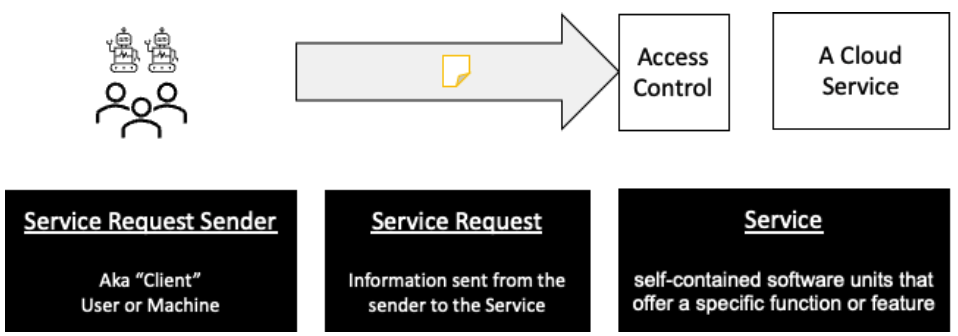 Access
Control
A Cloud
Service
Service Request Sender
Aka “Client”
User or Machine
Service Request
Information sent from the
sender to the Service
Service
self-contained software units that
offer a specific function or feature